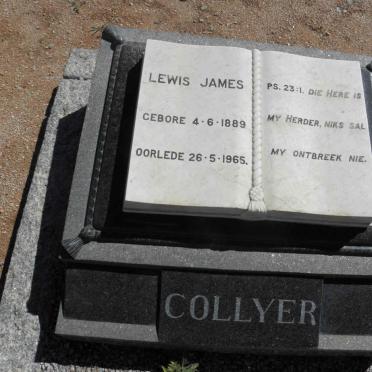 LEWIS JAMES
GEBORE 4-6-1889
OORLEDE 26-5-1965.
PS. 23:1. DIE HERE IS
MY HERDER, NIKS SAL
MY ONTBREEK NIE.
COLLYER